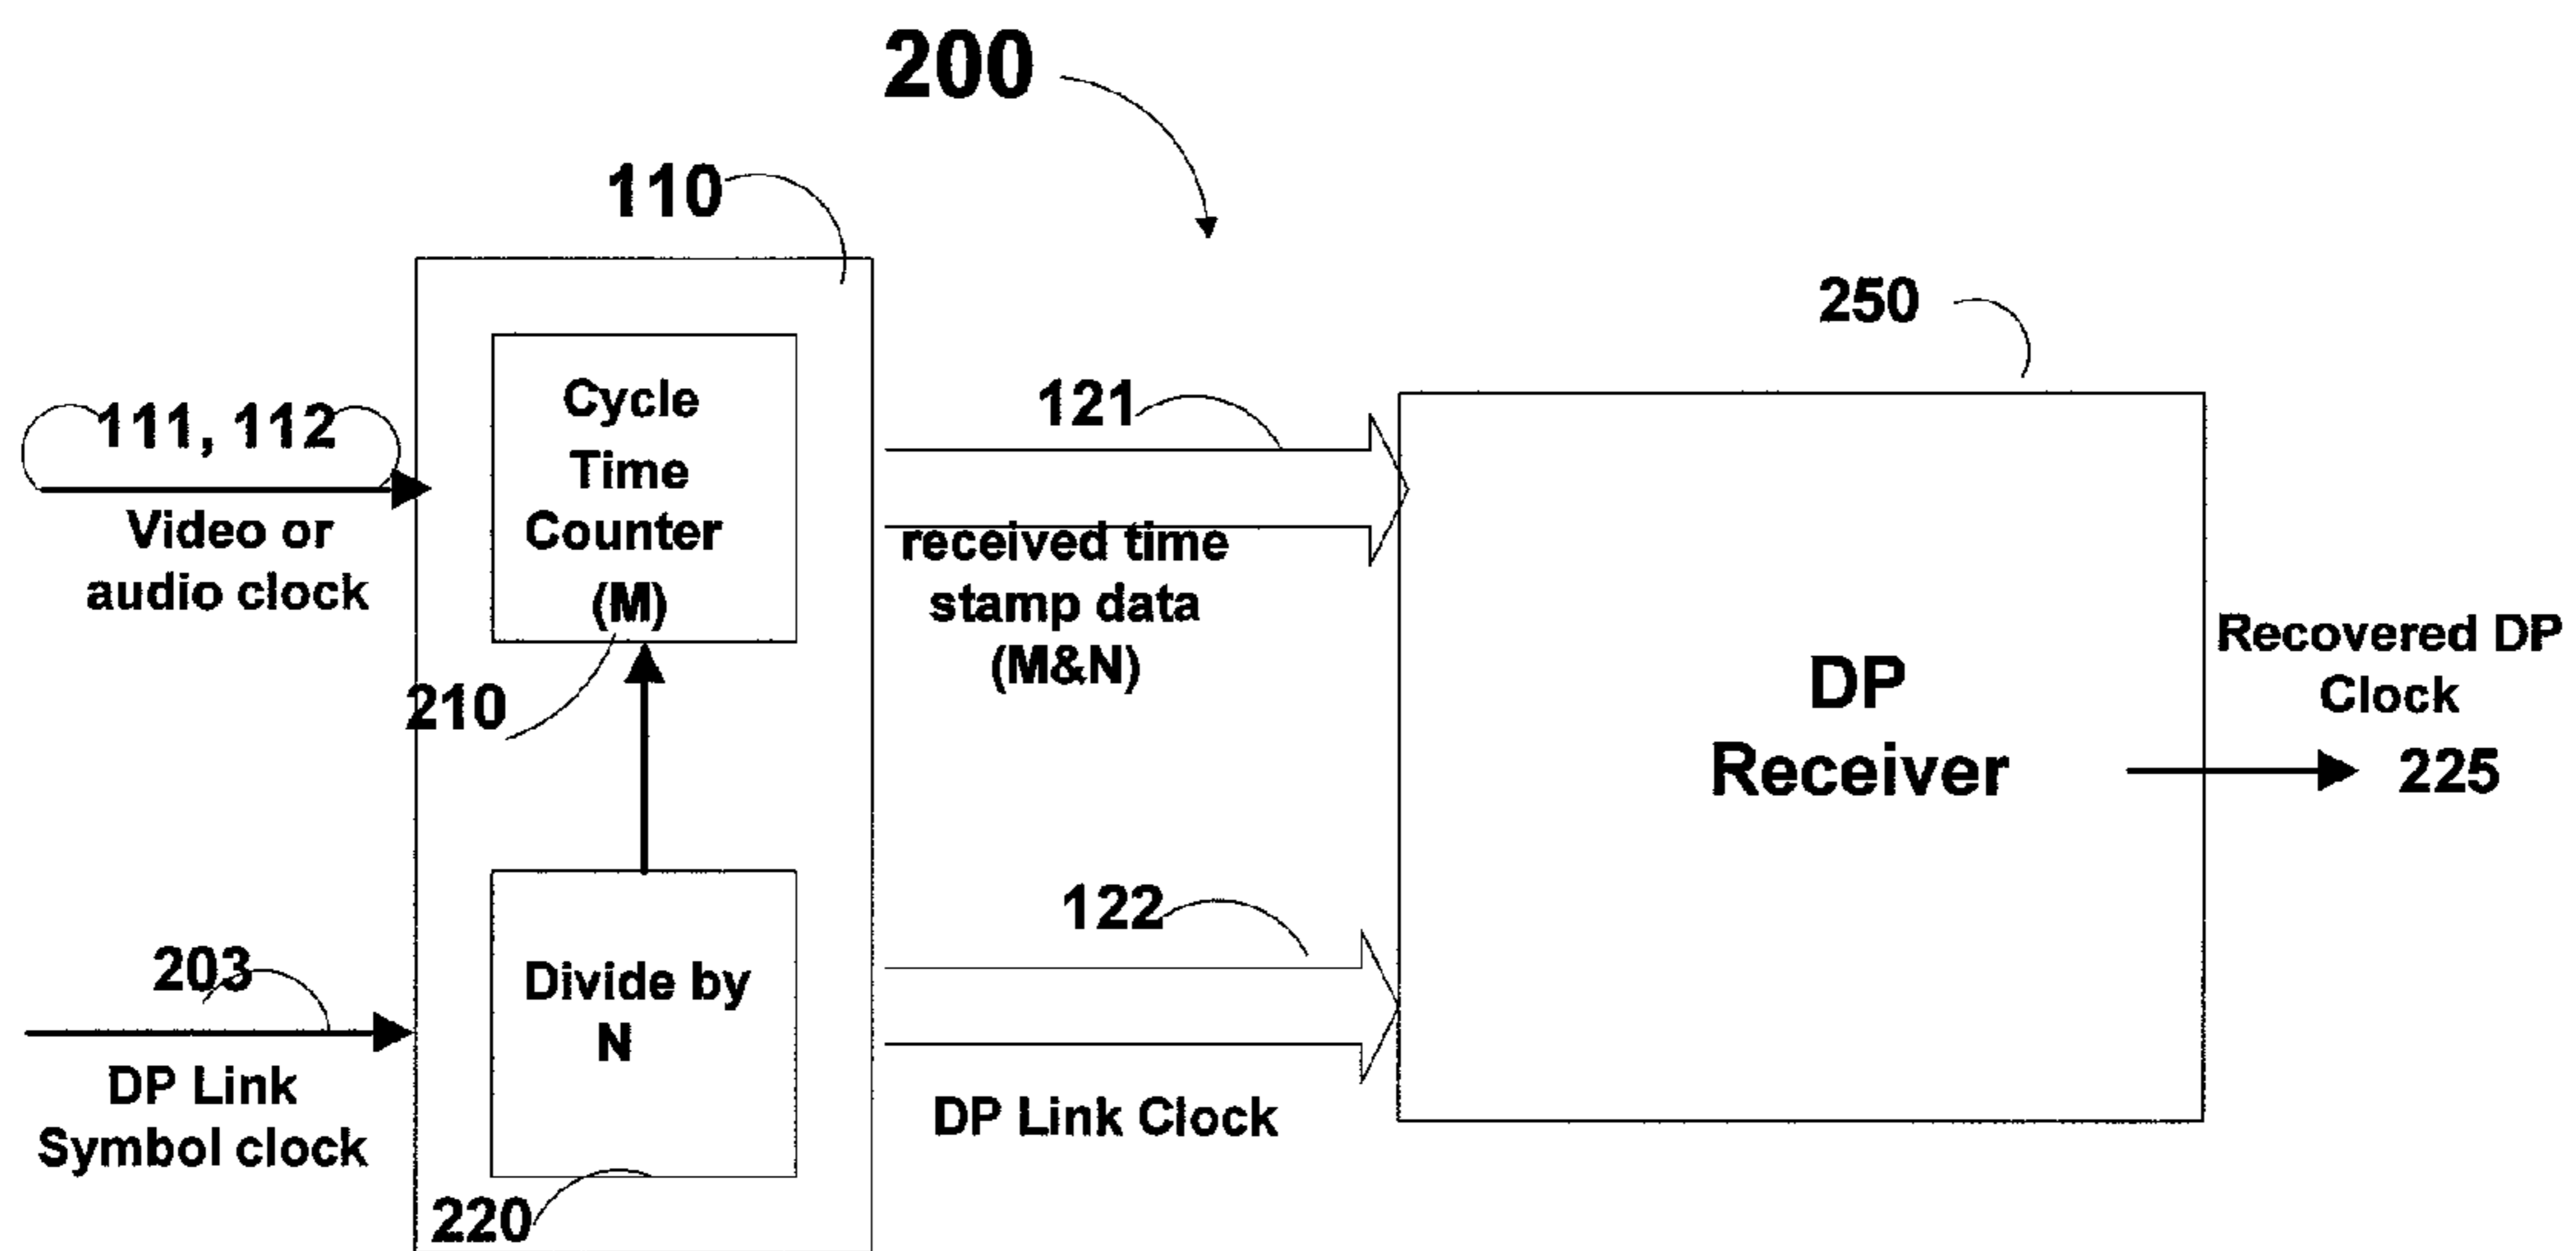 200
110
250
111, 112
Video or
audio clock
Cycle
Time
Counter
(M)
210
121
received time
stamp data
(M&N)
DP
Receiver
Recovered DP
Clock
225
203
DP Link
Symbol clock
Divide by
N
220
122
DP Link Clock